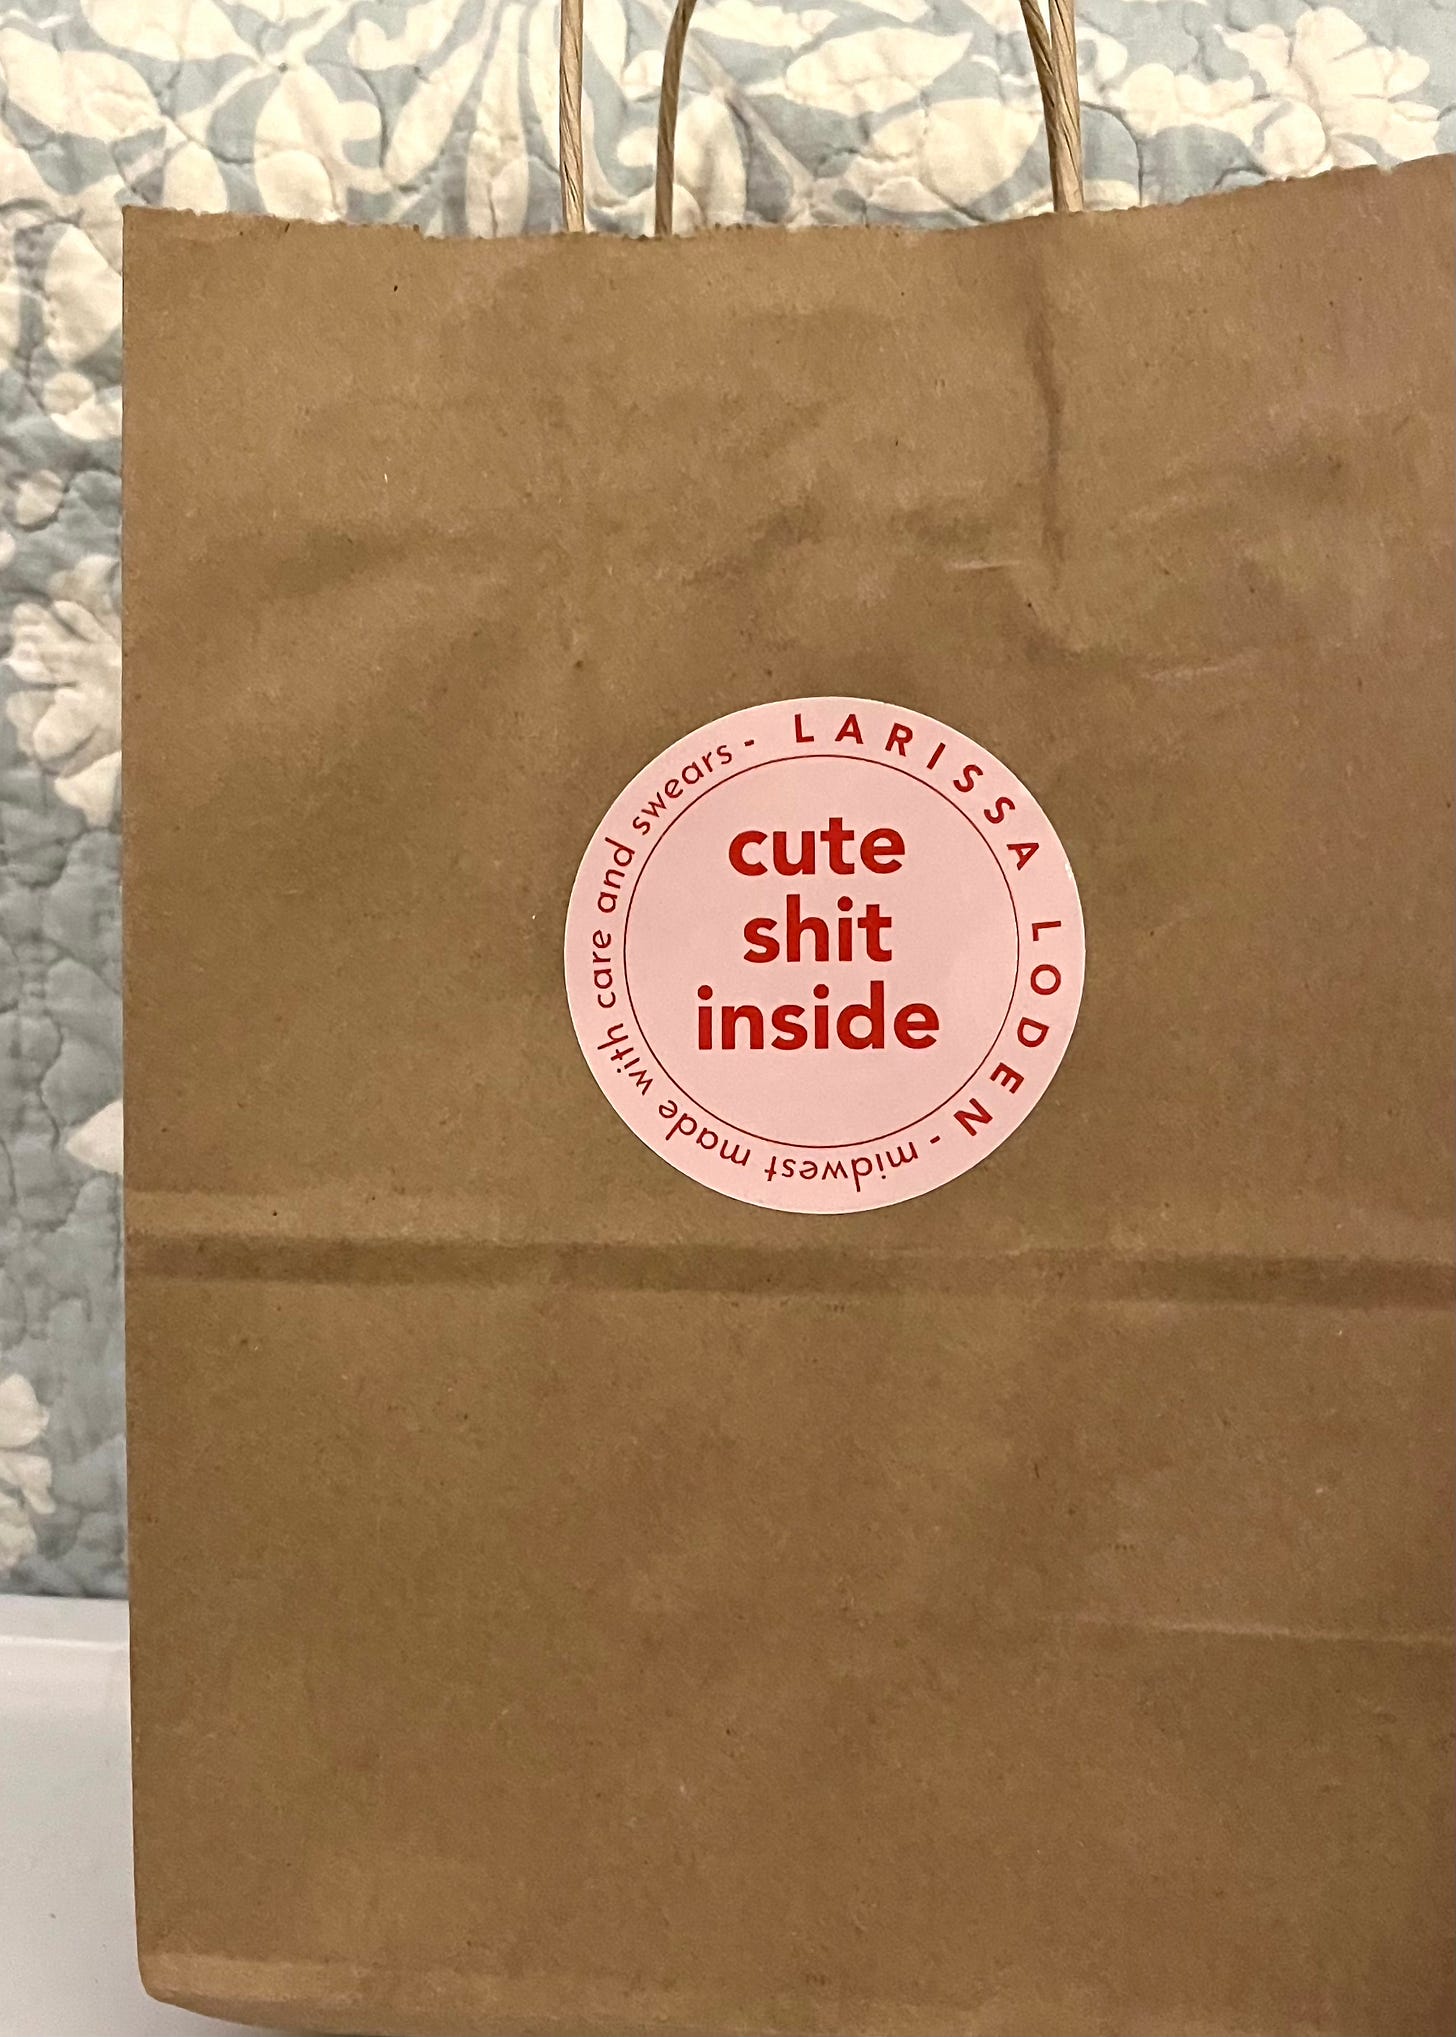 LARISSA LODEN - midwest made with care and swears -
cute
shit
inside